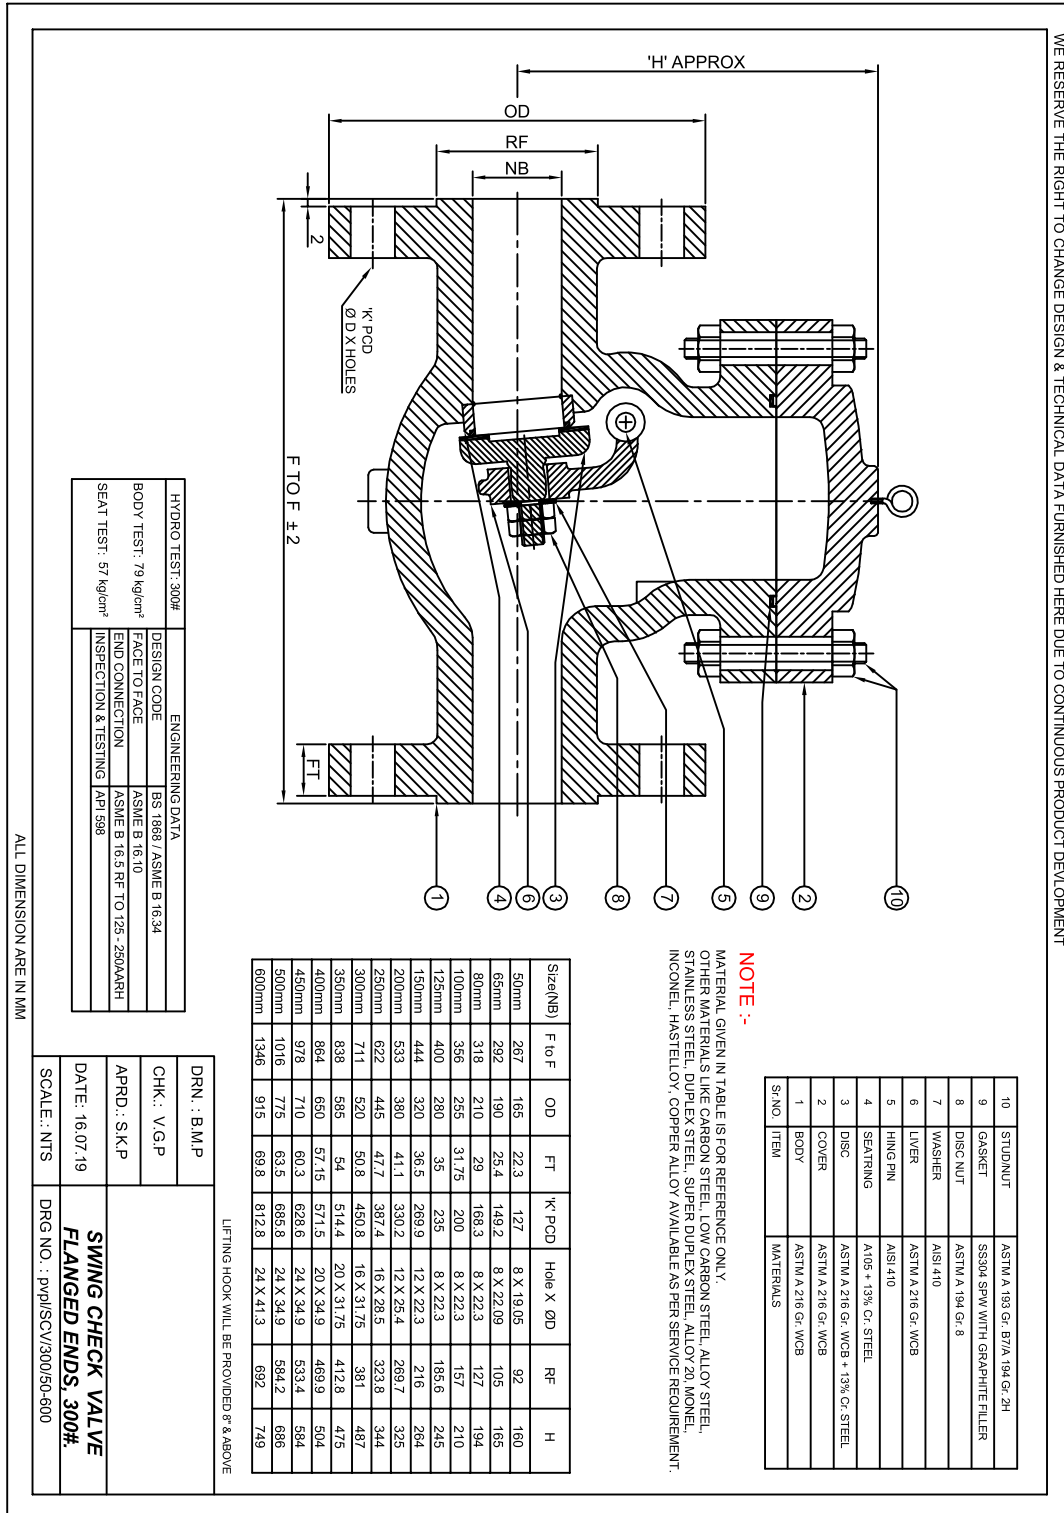 WE RESERVE THE RIGHT TO CHANGE DESIGN & TECHNICAL DATA FURNISHED HERE DUE TO CONTINUOUS PRODUCT DEVLOPMENT
'H' APPROX
OD
RF
NB
2
'K' PCD
Ø D X HOLES
F TO F ± 2
FT
10
2
9
5
7
8
3
6
4
1
10 STUD/NUT ASTM A 193 Gr. B7/A 194 Gr. 2H
9 GASKET SS304 SPW WITH GRAPHITE FILLER
8 DISC NUT ASTM A 194 Gr. 8
7 WASHER AISI 410
6 LIVER ASTM A 216 Gr. WCB
5 HING PIN AISI 410
4 SEATRING A105 + 13% Cr. STEEL
3 DISC ASTM A 216 Gr. WCB + 13% Cr. STEEL
2 COVER ASTM A 216 Gr. WCB
1 BODY ASTM A 216 Gr. WCB
Sr.NO. ITEM MATERIALS
NOTE :-
MATERIAL GIVEN IN TABLE IS FOR REFERENCE ONLY.
OTHER MATERIALS LIKE CARBON STEEL, LOW CARBON STEEL, ALLOY STEEL,
STAINLESS STEEL, DUPLEX STEEL, SUPER DUPLEX STEEL, ALLOY 20, MONEL,
INCONEL, HASTELLOY, COPPER ALLOY AVAILABLE AS PER SERVICE REQUIREMENT.
Size(NB) F to F OD FT 'K' PCD Hole X ØD RF H
50mm 267 165 22.3 127 8 X 19.05 92 160
65mm 292 190 25.4 149.2 8 X 22.09 105 165
80mm 318 210 29 168.3 8 X 22.3 127 194
100mm 356 255 31.75 200 8 X 22.3 157 210
125mm 400 280 35 235 8 X 22.3 185.6 245
150mm 444 320 36.5 269.9 12 X 22.3 216 264
200mm 533 380 41.1 330.2 12 X 25.4 269.7 325
250mm 622 445 47.7 387.4 16 X 28.5 323.8 344
300mm 711 520 50.8 450.8 16 X 31.75 381 487
350mm 838 585 54 514.4 20 X 31.75 412.8 475
400mm 864 650 57.15 571.5 20 X 34.9 469.9 504
450mm 978 710 60.3 628.6 24 X 34.9 533.4 584
500mm 1016 775 63.5 685.8 24 X 34.9 584.2 686
600mm 1346 915 69.8 812.8 24 X 41.3 692 749
LIFTING HOOK WILL BE PROVIDED 8" & ABOVE
HYDRO TEST: 300#
BODY TEST: 79 kg/cm²
SEAT TEST: 57 kg/cm²
ENGINEERING DATA
DESIGN CODE BS 1868 / ASME B 16.34
FACE TO FACE ASME B 16.10
END CONNECTION ASME B 16.5 RF TO 125 - 250AARH
INSPECTION & TESTING API 598
DRN. : B.M.P
CHK.: V.G.P
APRD.: S.K.P
DATE: 16.07.19
SCALE.: NTS
SWING CHECK VALVE
FLANGED ENDS, 300#.
DRG NO. : pvpl/SCV/300/50-600
ALL DIMENSION ARE IN MM